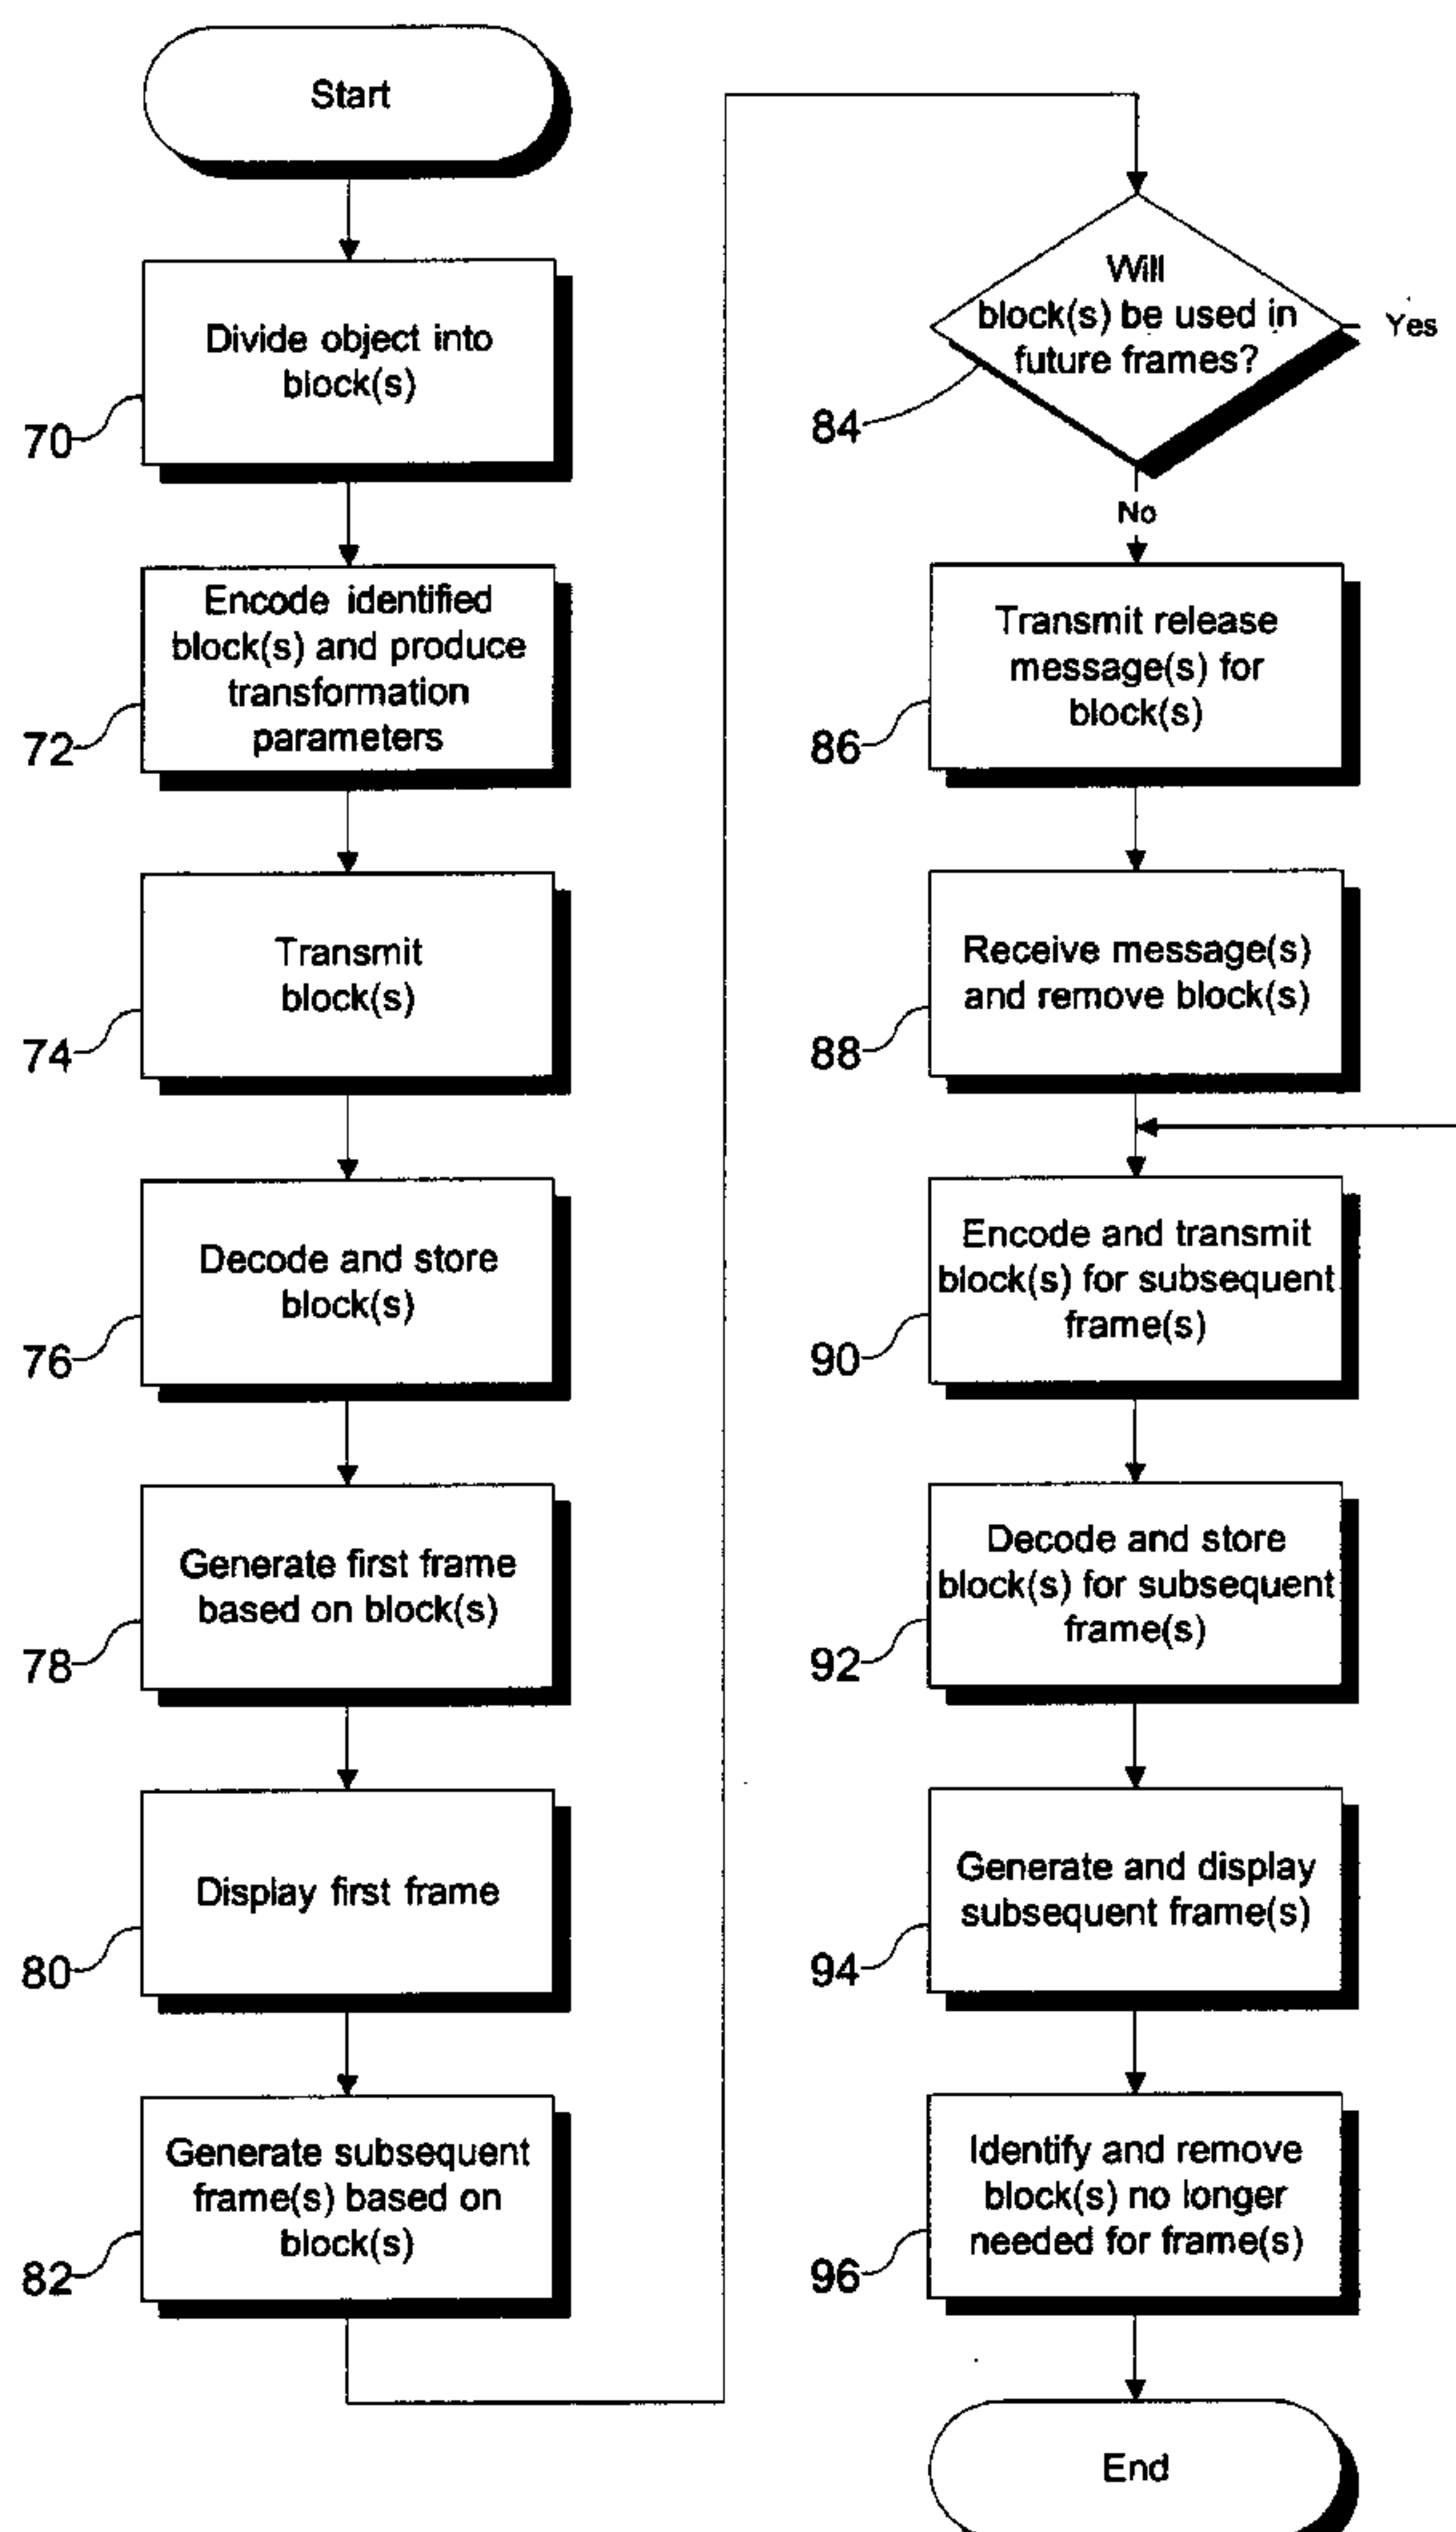 Start
Divide object into
block(s)
70
Encode identified
block(s) and produce
transformation
parameters
72
Transmit
block(s)
74
Decode and store
block(s)
76
Generate first frame
based on block(s)
78
Display first frame
80
Generate subsequent
frame(s) based on
block(s)
82
Will
block(s) be used in
future frames?
Yes
84
No
Transmit release
message(s) for
block(s)
86
Receive message(s)
and remove block(s)
88
Encode and transmit
block(s) for subsequent
frame(s)
90
Decode and store
block(s) for subsequent
frame(s)
92
Generate and display
subsequent frame(s)
94
Identify and remove
block(s) no longer
needed for frame(s)
96
End